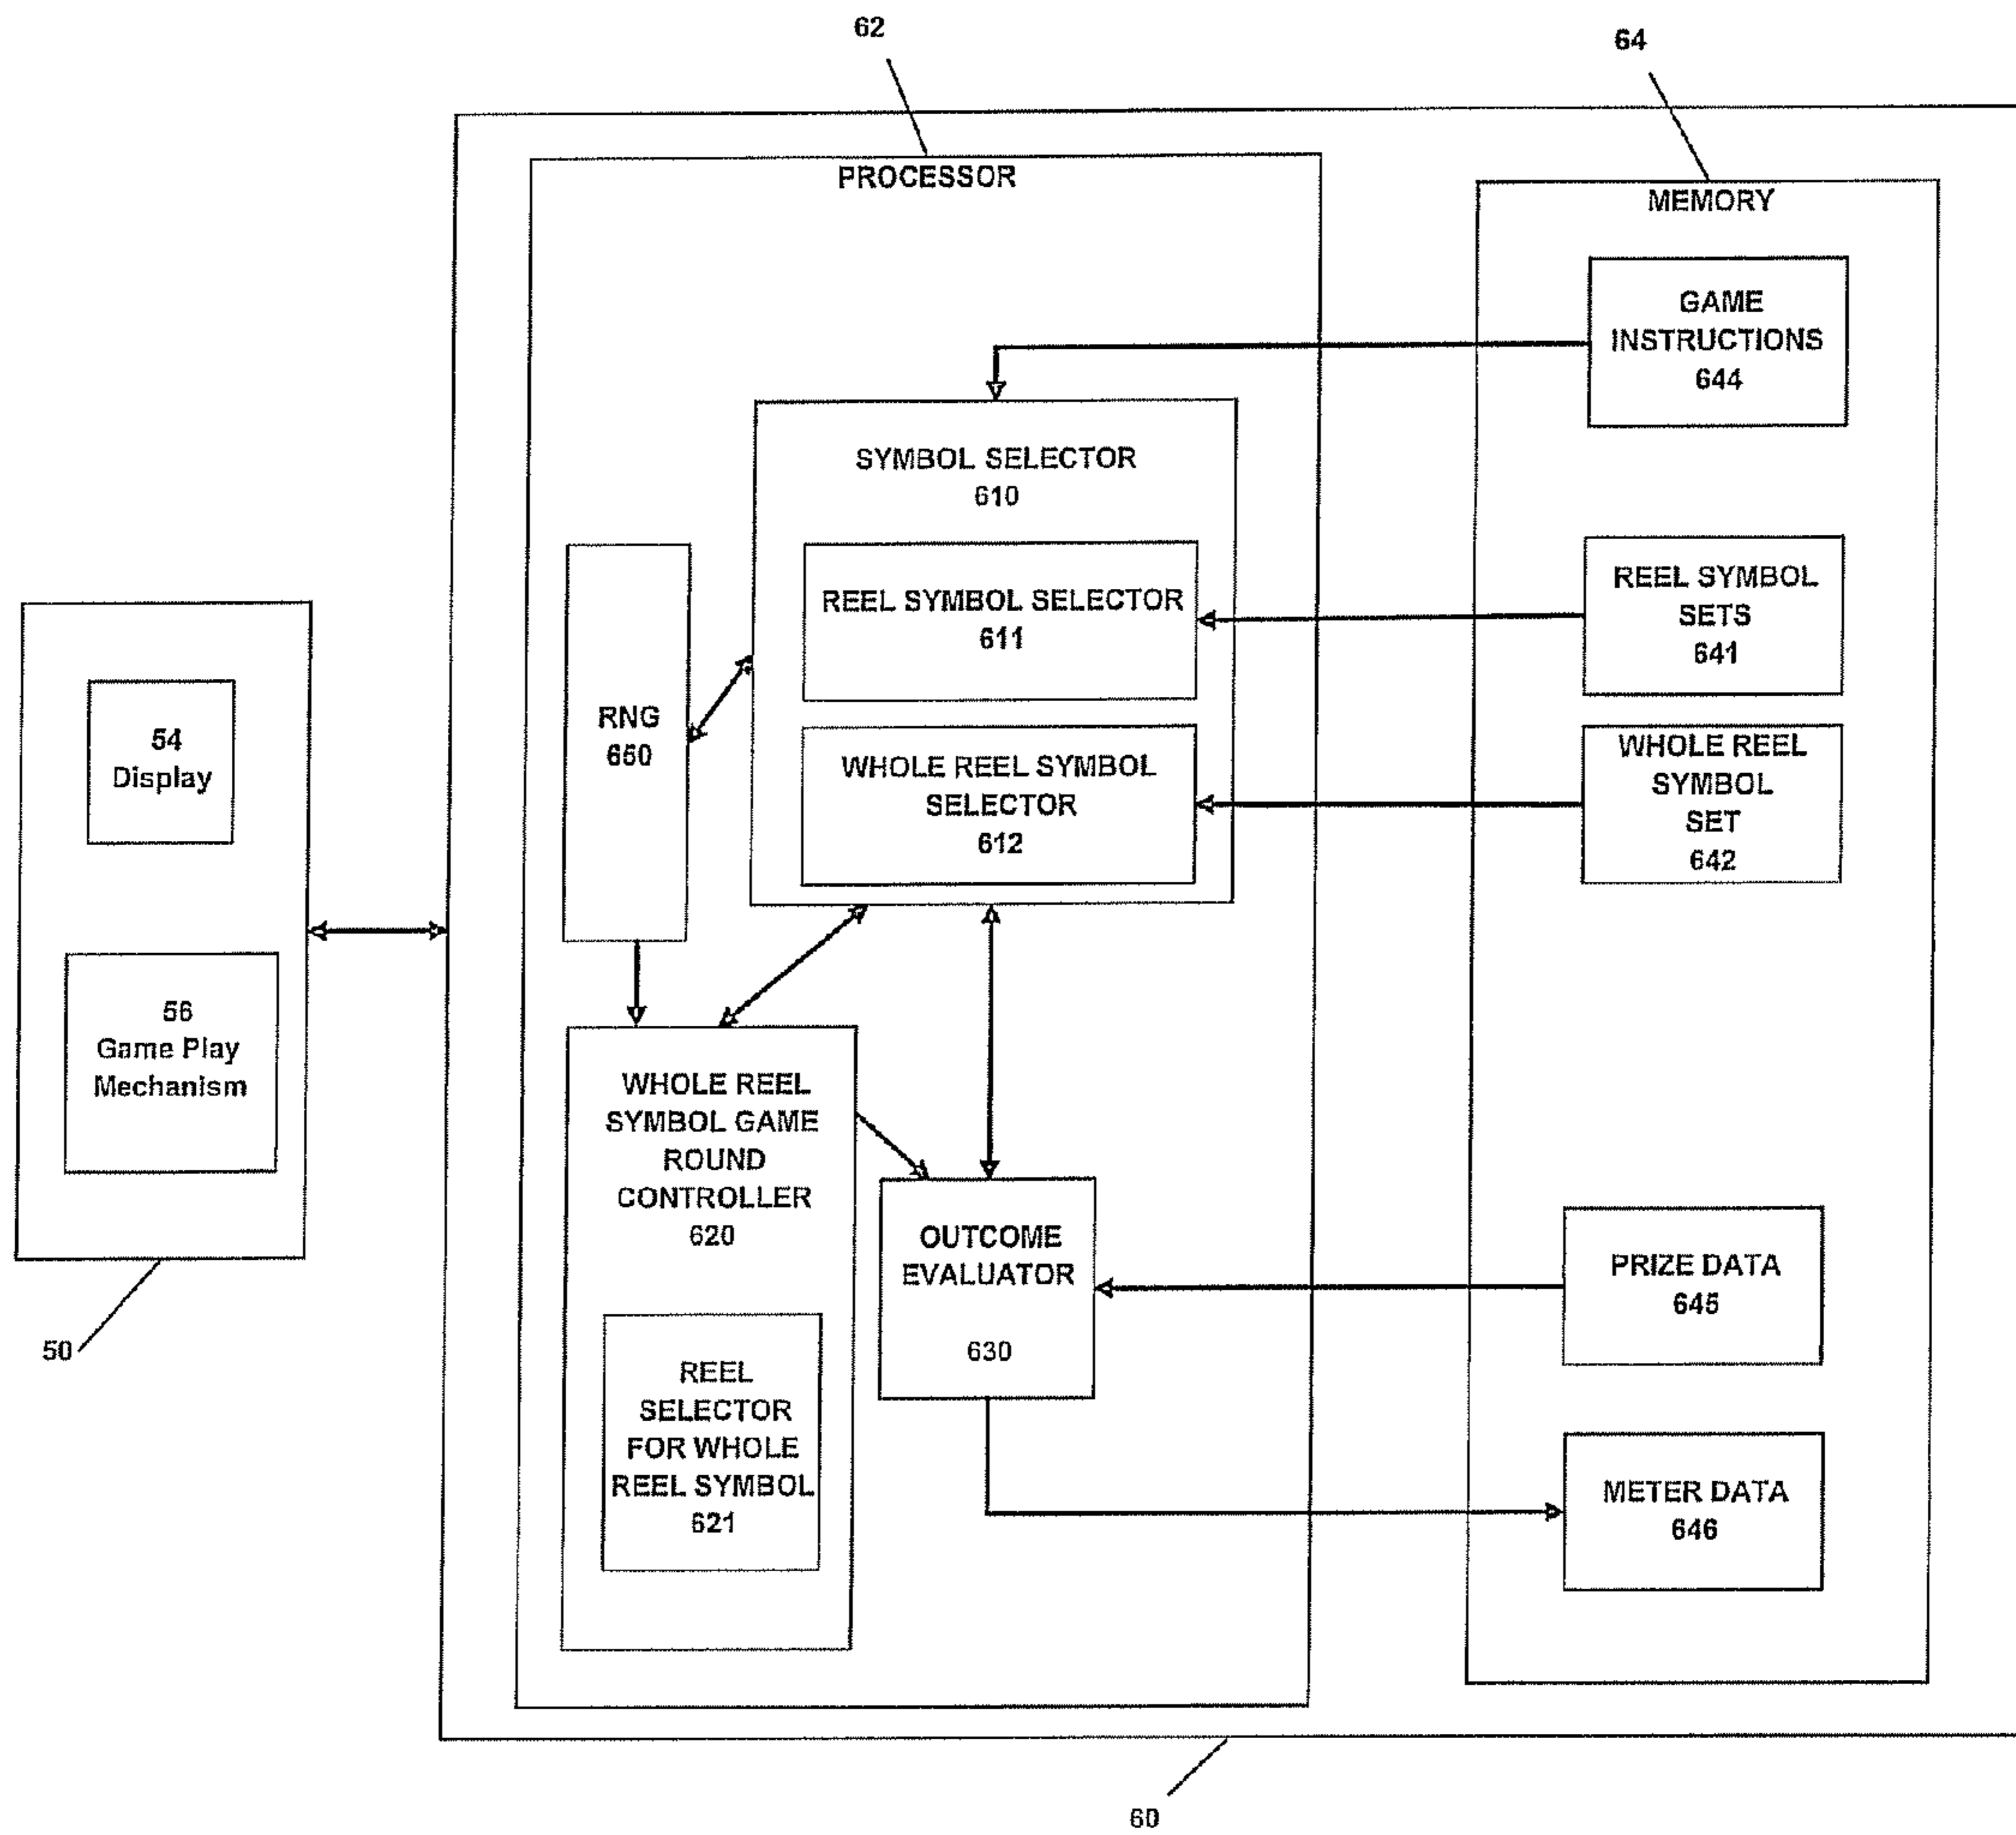 62
64
PROCESSOR
MEMORY
GAME
INSTRUCTIONS
644
SYMBOL SELECTOR
610
REEL SYMBOL SELECTOR
611
REEL SYMBOL
SETS
641
RNG
650
WHOLE REEL SYMBOL
SELECTOR
612
WHOLE REEL
SYMBOL
SET
642
54
Display
56
Game Play
Mechanism
50
WHOLE REEL
SYMBOL GAME
ROUND
CONTROLLER
620
REEL
SELECTOR
FOR WHOLE
REEL SYMBOL
621
OUTCOME
EVALUATOR
630
PRIZE DATA
645
METER DATA
646
60